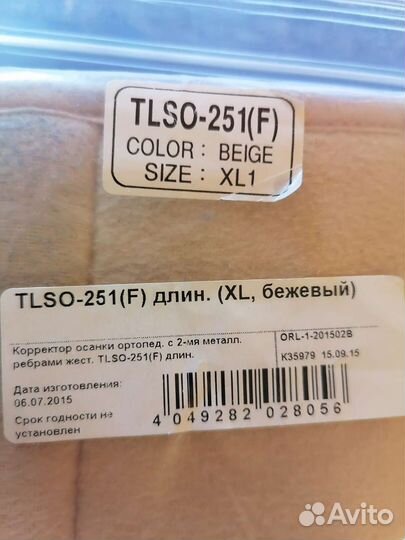 TLSO-251(F)
COLOR: BEIGE
SIZE: XL1
TLSO-251(F) длин. (XL, бежевый)
Корректор осанки ортопед. с 2-мя металл.
ребрами жест. TLSO-251(F) длин.
ORL-1-201502B
K35979 15.09.15
Дата изготовления:
06.07.2015
Срок годности не
установлен
4 049282 028056
Avito